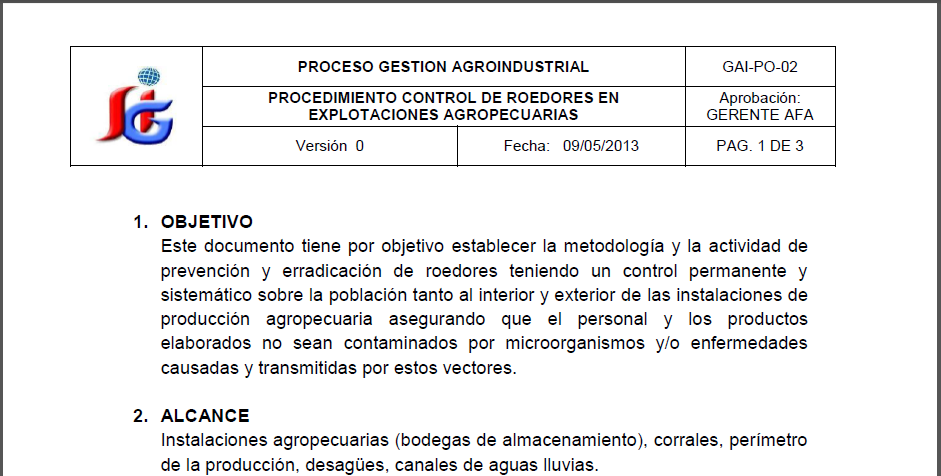 PROCESO GESTION AGROINDUSTRIAL
GAI-PO-02
PROCEDIMIENTO CONTROL DE ROEDORES EN
EXPLOTACIONES AGROPECUARIAS
Aprobación:
GERENTE AFA
Versión 0
Fecha: 09/05/2013
PAG. 1 DE 3
1. OBJETIVO
Este documento tiene por objetivo establecer la metodología y la actividad de
prevención y erradicación de roedores teniendo un control permanente y
sistemático sobre la población tanto al interior y exterior de las instalaciones de
producción agropecuaria asegurando que el personal y los productos
elaborados no sean contaminados por microorganismos y/o enfermedades
causadas y transmitidas por estos vectores.
2. ALCANCE
Instalaciones agropecuarias (bodegas de almacenamiento), corrales, perímetro
de la producción, desagües, canales de aguas lluvias.